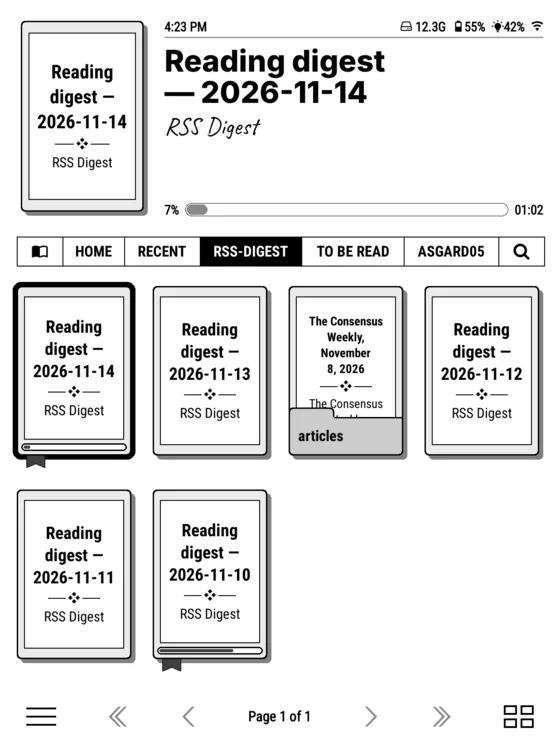 4:23 PM
12.3G 55% 42%
Reading
digest –
2026-11-14
RSS Digest
Reading digest
— 2026-11-14
RSS Digest
7% 01:02
HOME RECENT RSS-DIGEST TO BE READ ASGARD05
Reading
digest –
2026-11-14
RSS Digest
Reading
digest –
2026-11-13
RSS Digest
The Consensus
Weekly,
November
8, 2026
The Consensus
articles
Reading
digest –
2026-11-12
RSS Digest
Reading
digest –
2026-11-11
RSS Digest
Reading
digest –
2026-11-10
RSS Digest
Page 1 of 1